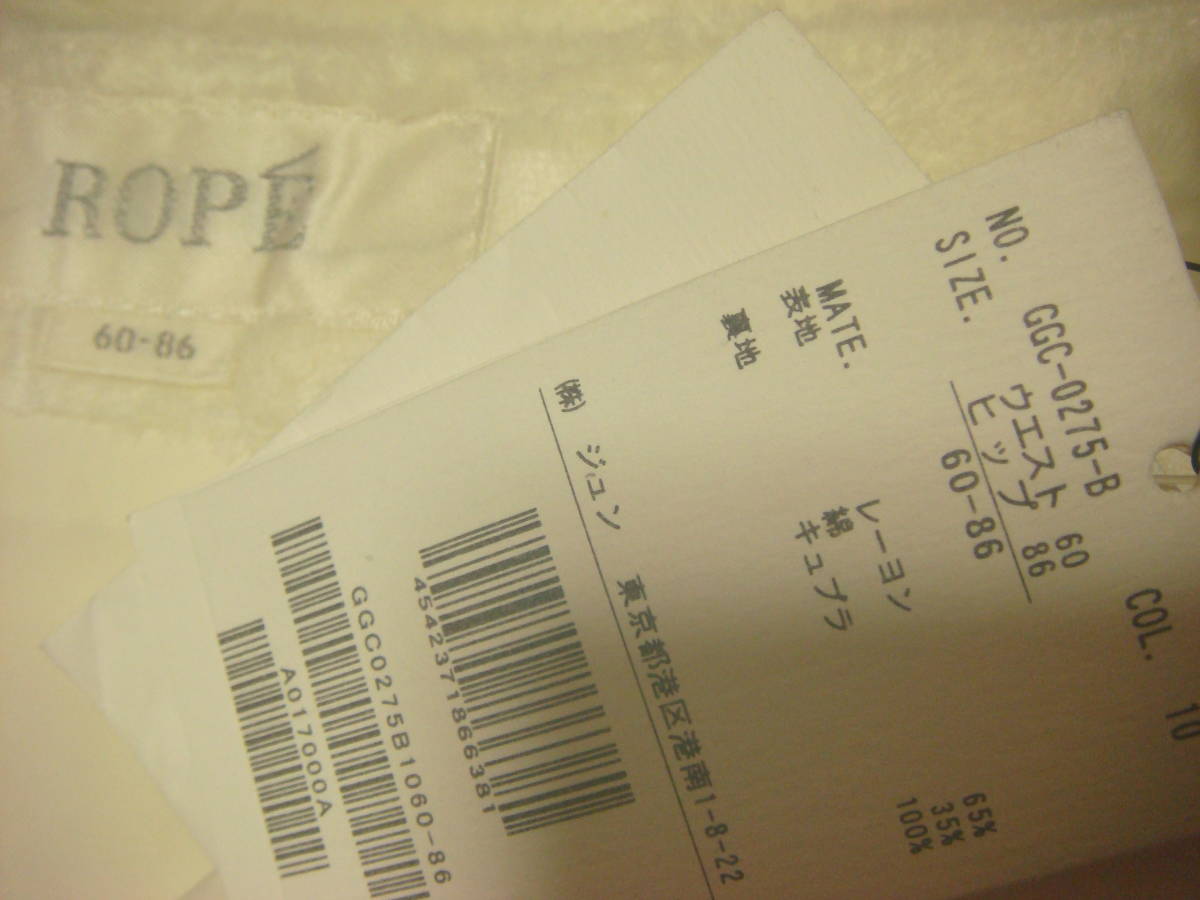 ROPÉ
60-86
NO. GGC-0275-B COL. 10
SIZE. ウエスト 60
ヒップ 86
60-86
MATE.
表地 レーヨン 65%
綿 35%
裏地 キュプラ 100%
㈱ ジュン 東京都港区港南1-8-22
4542371866381
GGC0275B1060-86
A017000A